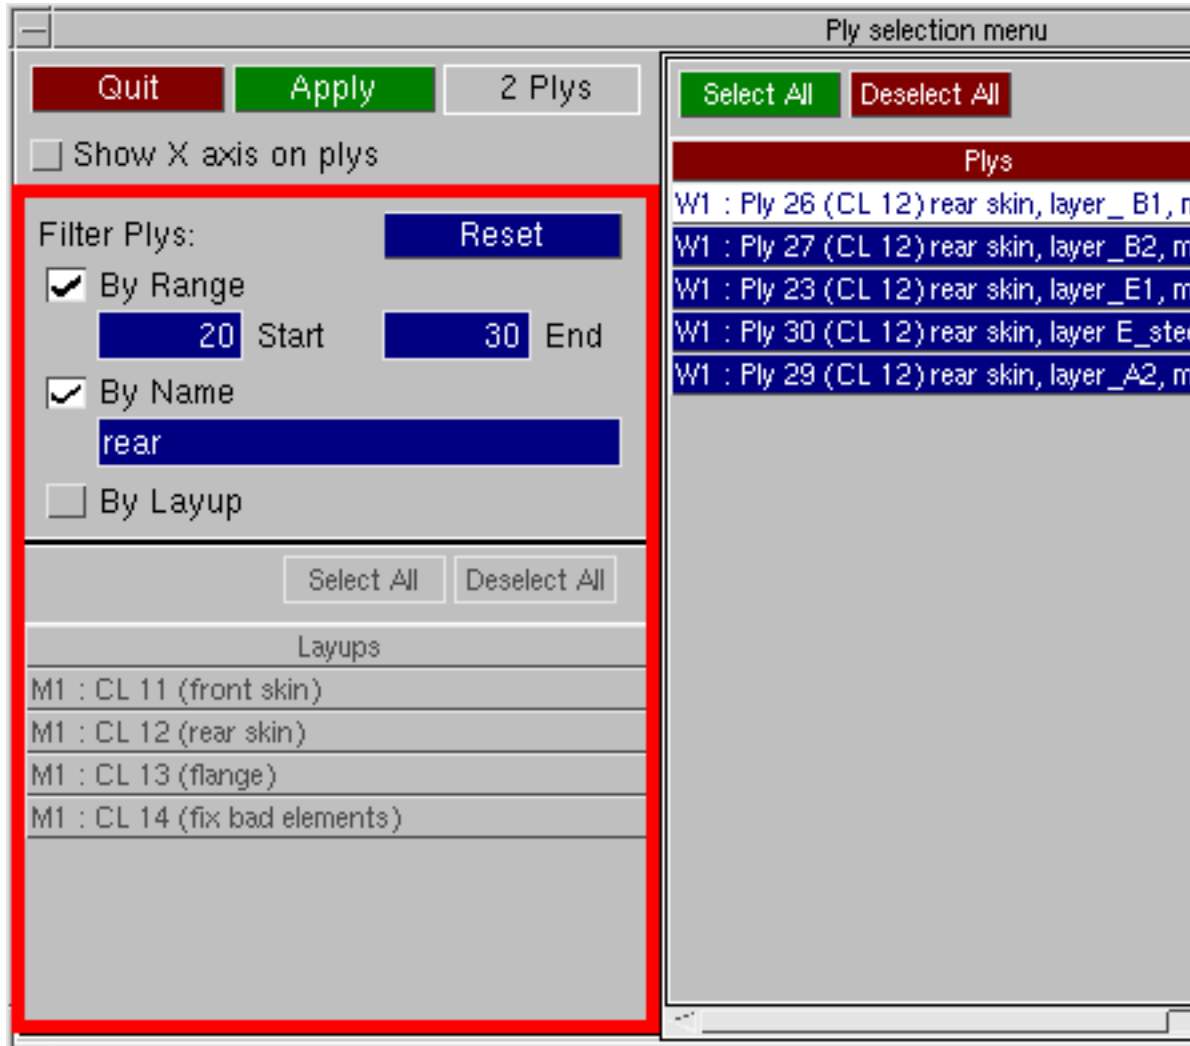 Ply selection menu
Quit Apply 2 Plys
Show X axis on plys
Filter Plys: Reset
By Range
20 Start 30 End
By Name
rear
By Layup
Select All Deselect All
Layups
M1 : CL 11 (front skin)
M1 : CL 12 (rear skin)
M1 : CL 13 (flange)
M1 : CL 14 (fix bad elements)
Select All Deselect All
Plys
W1 : Ply 26 (CL 12) rear skin, layer_ B1,
W1 : Ply 27 (CL 12) rear skin, layer_B2,
W1 : Ply 23 (CL 12) rear skin, layer_E1,
W1 : Ply 30 (CL 12) rear skin, layer
W1 : Ply 29 (CL 12) rear skin, layer_A2,